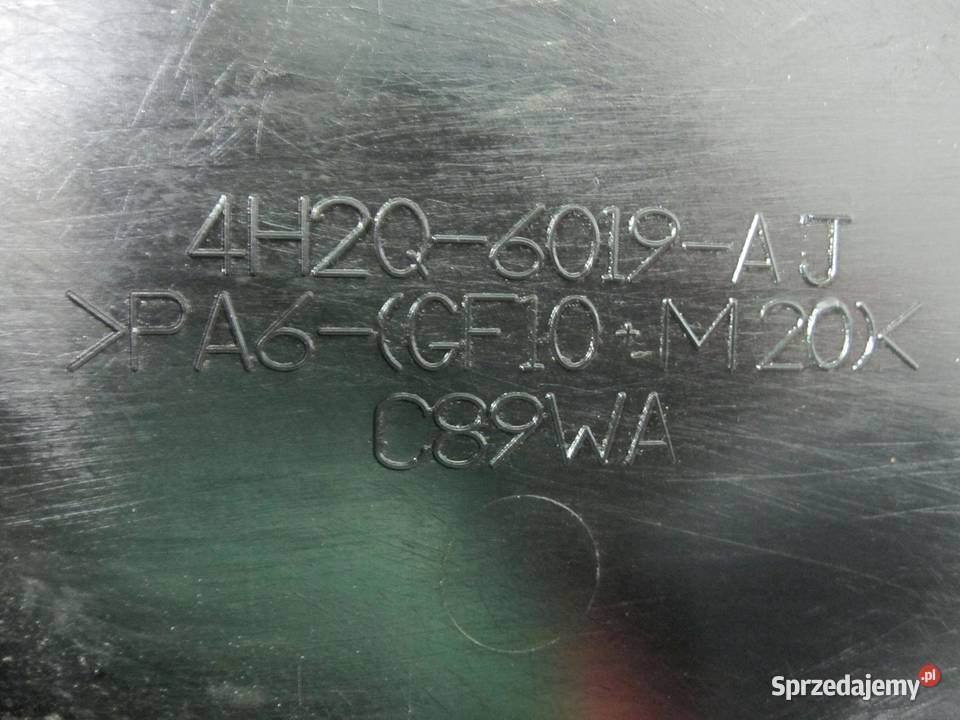 4H2Q-6019-AJ
>PA6-(GF10+M20)<
C89WA
Sprzedajemy.pl